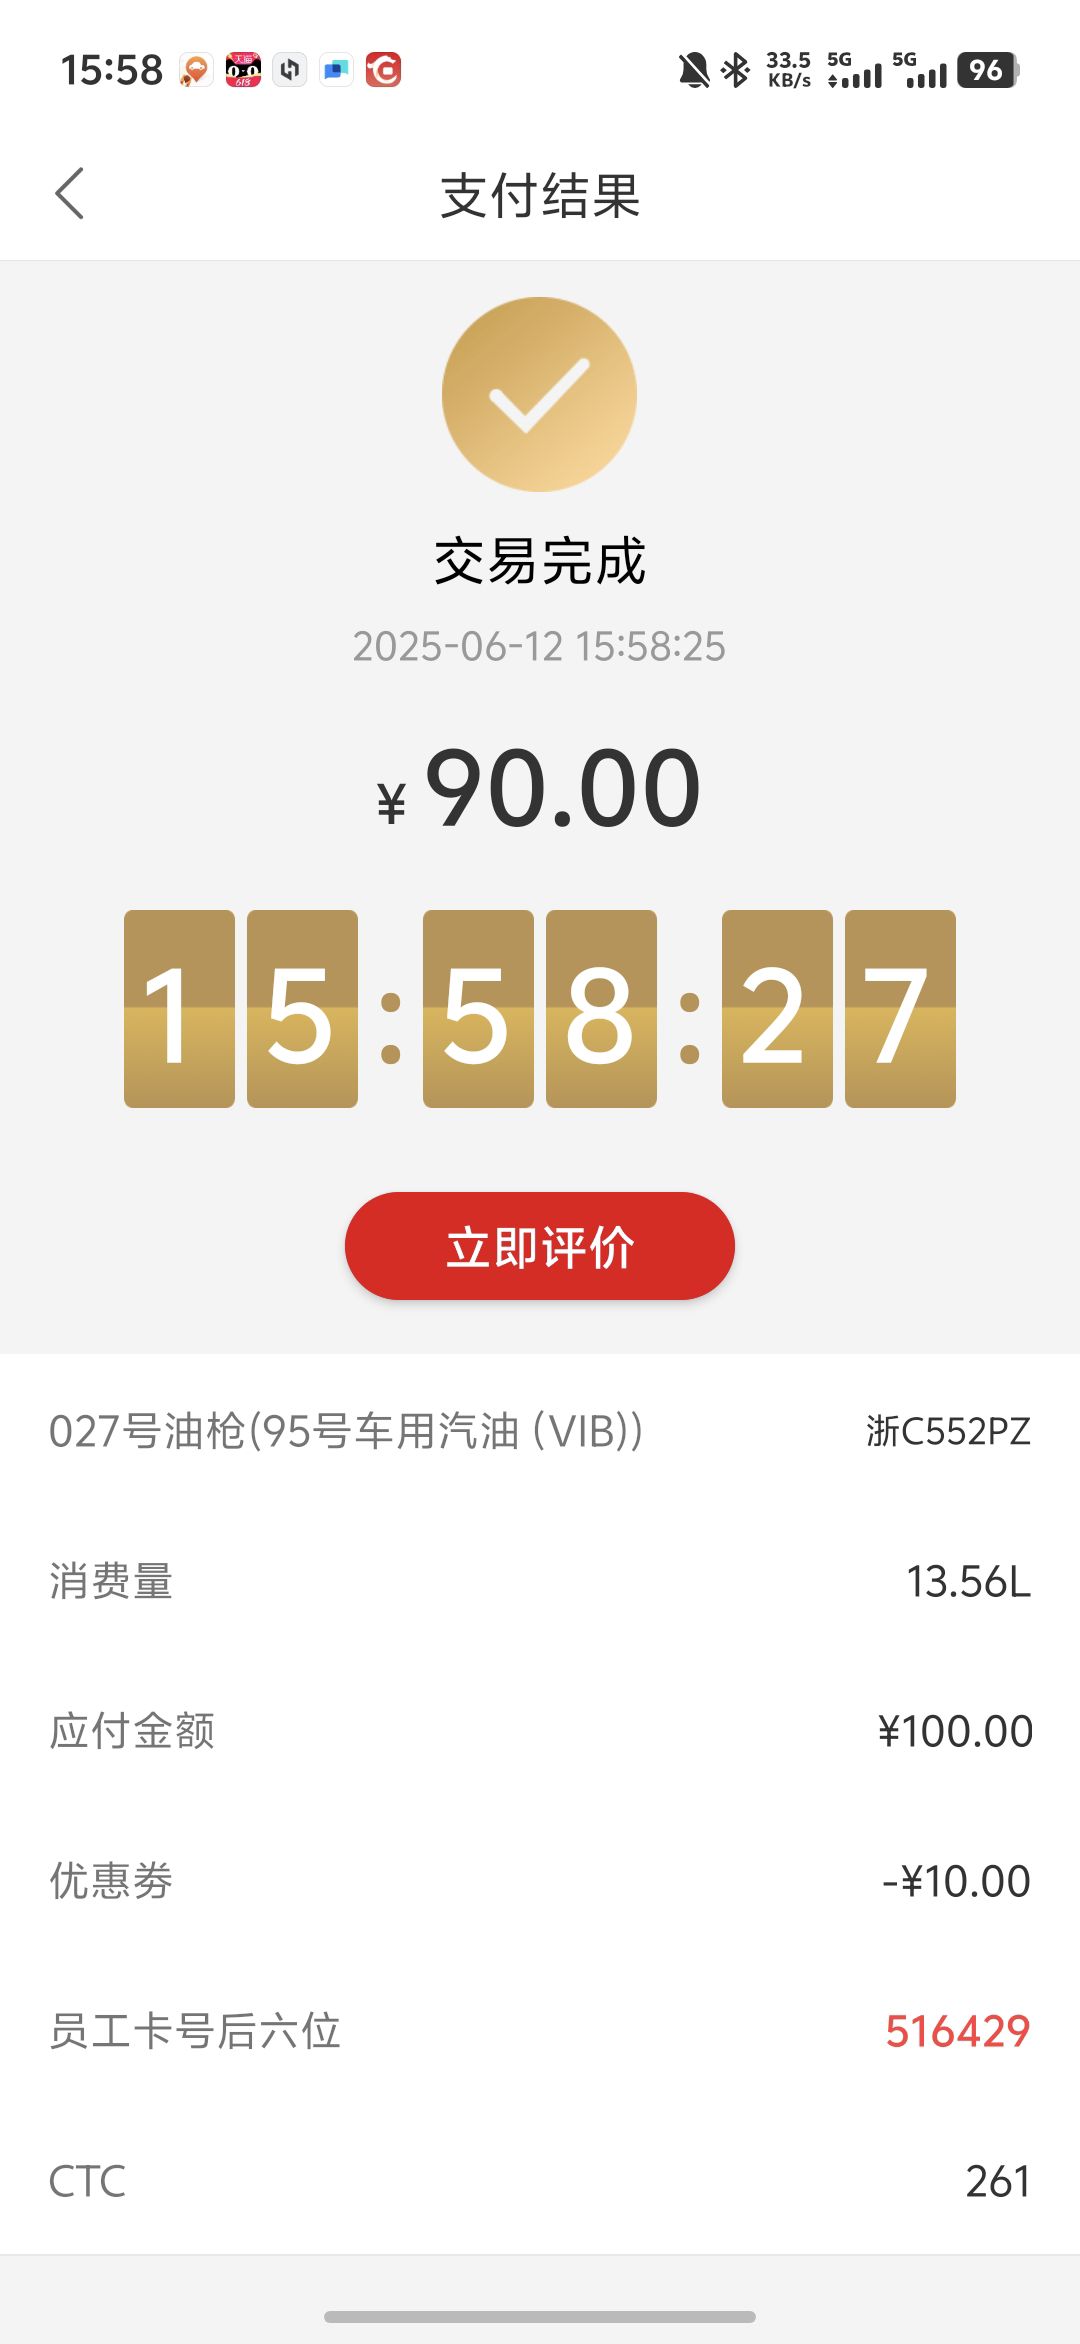 15:58
33.5 KB/s 5G 5G 96
支付结果
交易完成
2025-06-12 15:58:25
¥ 90.00
15:58:27
立即评价
027号油枪(95号车用汽油 (VIB)) 浙C552PZ
消费量 13.56L
应付金额 ¥100.00
优惠劵 -¥10.00
员工卡号后六位 516429
CTC 261